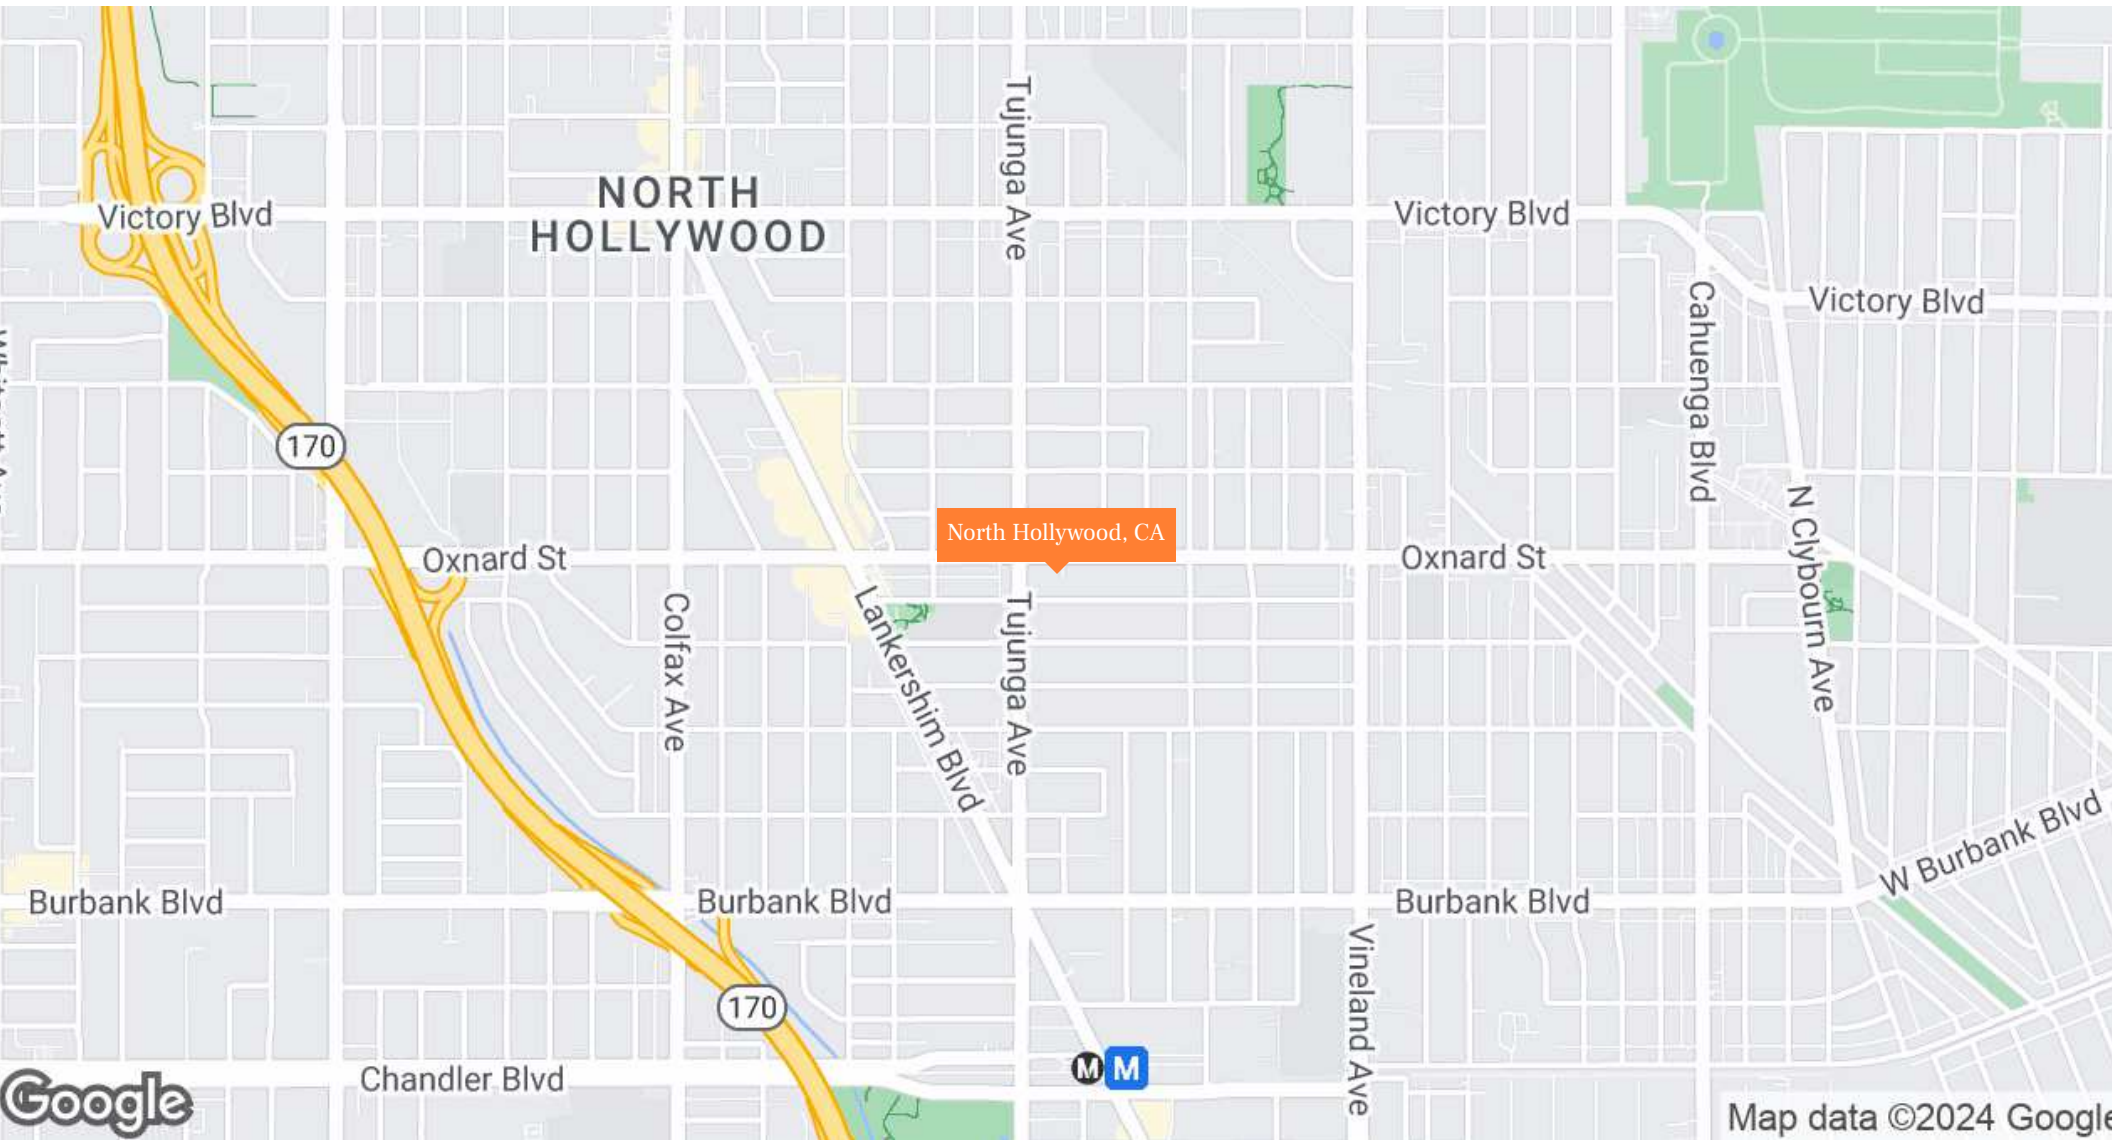 Tujunga Ave
NORTH
HOLLYWOOD
Victory Blvd
Victory Blvd
Victory Blvd
Cahuenga Blvd
170
North Hollywood, CA
Oxnard St
Oxnard St
N Clybourn Ave
Colfax Ave
Lankershim Blvd
Tujunga Ave
W Burbank Blvd
Burbank Blvd
Burbank Blvd
Burbank Blvd
Vineland Ave
170
M
M
Chandler Blvd
Google
Map data ©2024 Google